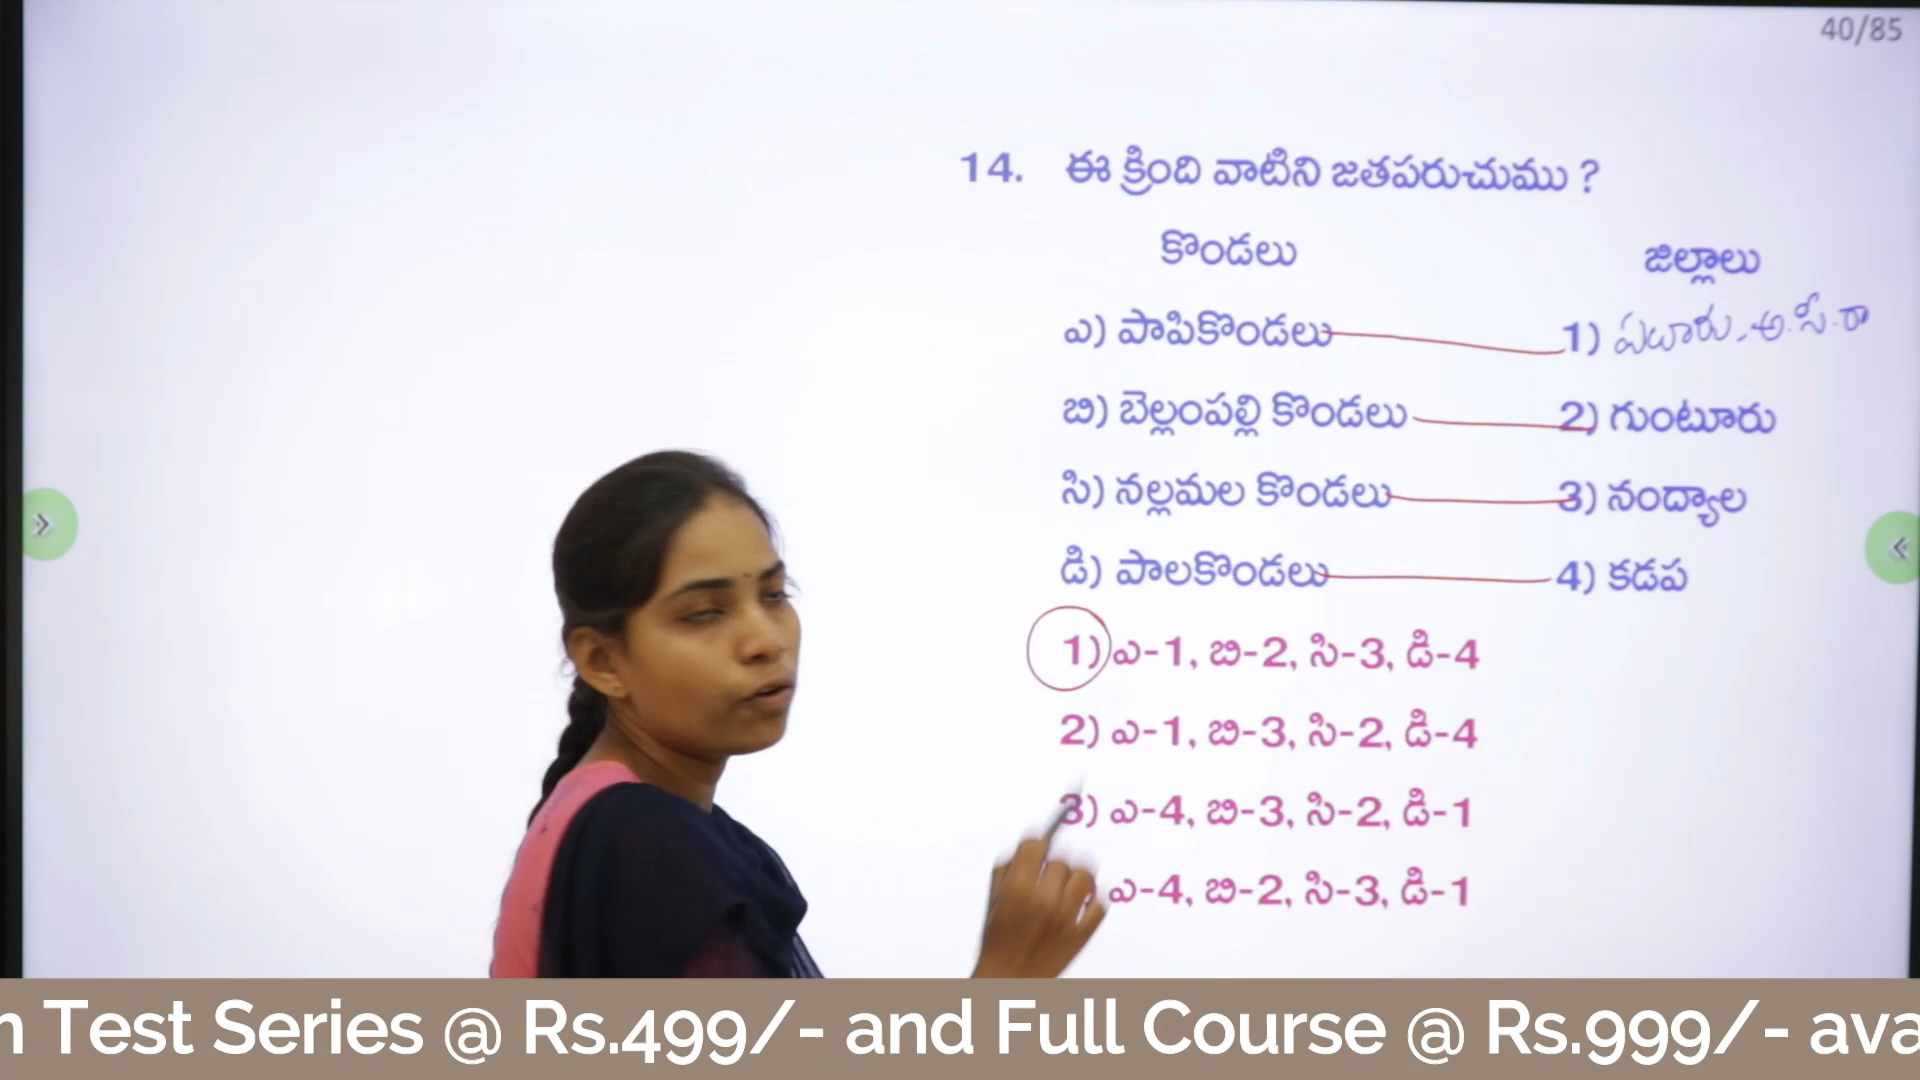 40/85
14. ఈ క్రింది వాటిని జతపరుచుము ?
కొండలు జిల్లాలు
ఎ) పాపికొండలు 1) ఏలూరు, అ.సీ.రా
బి) బెల్లంపల్లి కొండలు 2) గుంటూరు
సి) నల్లమల కొండలు 3) నంద్యాల
డి) పాలకొండలు 4) కడప
1) ఎ-1, బి-2, సి-3, డి-4
2) ఎ-1, బి-3, సి-2, డి-4
3) ఎ-4, బి-3, సి-2, డి-1
ఎ-4, బి-2, సి-3, డి-1
Test Series @ Rs.499/- and Full Course @ Rs.999/-